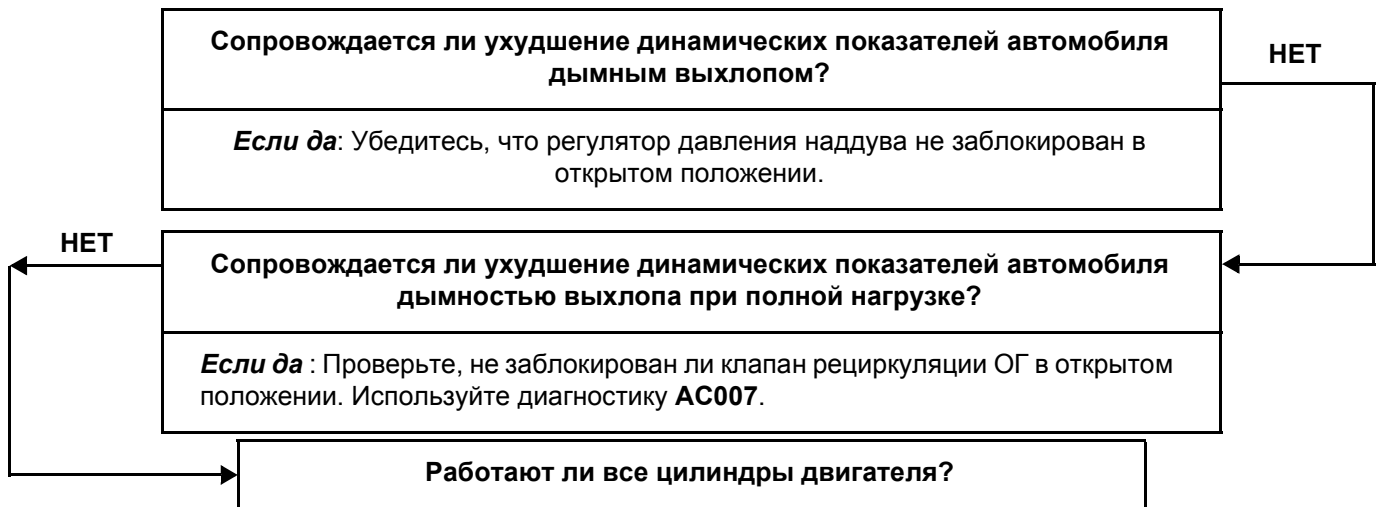 Сопровождается ли ухудшение динамических показателей автомобиля
дымным выхлопом?
НЕТ
Если да: Убедитесь, что регулятор давления наддува не заблокирован в
открытом положении.
НЕТ
Сопровождается ли ухудшение динамических показателей автомобиля
дымностью выхлопа при полной нагрузке?
Если да : Проверьте, не заблокирован ли клапан рециркуляции ОГ в открытом
положении. Используйте диагностику AC007.
Работают ли все цилиндры двигателя?